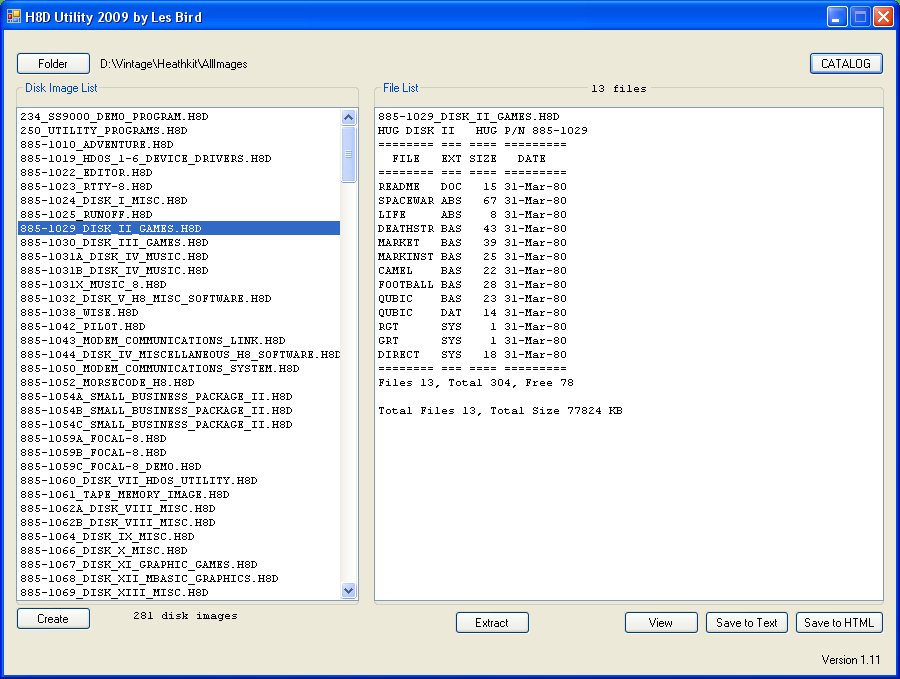 H8D Utility 2009 by Les Bird
Folder D:\Vintage\Heathkit\AllImages CATALOG
Disk Image List
234_SS9000_DEMO_PROGRAM.H8D
250_UTILITY_PROGRAMS.H8D
885-1010_ADVENTURE.H8D
885-1019_HDOS_1-6_DEVICE_DRIVERS.H8D
885-1022_EDITOR.H8D
885-1023_RTTY-8.H8D
885-1024_DISK_I_MISC.H8D
885-1025_RUNOFF.H8D
885-1029_DISK_II_GAMES.H8D
885-1030_DISK_III_GAMES.H8D
885-1031A_DISK_IV_MUSIC.H8D
885-1031B_DISK_IV_MUSIC.H8D
885-1031X_MUSIC_8.H8D
885-1032_DISK_V_H8_MISC_SOFTWARE.H8D
885-1038_WISE.H8D
885-1042_PILOT.H8D
885-1043_MODEM_COMMUNICATIONS_LINK.H8D
885-1044_DISK_IV_MISCELLANEOUS_H8_SOFTWARE.H8D
885-1050_MODEM_COMMUNICATIONS_SYSTEM.H8D
885-1052_MORSECODE_H8.H8D
885-1054A_SMALL_BUSINESS_PACKAGE_II.H8D
885-1054B_SMALL_BUSINESS_PACKAGE_II.H8D
885-1054C_SMALL_BUSINESS_PACKAGE_II.H8D
885-1059A_FOCAL-8.H8D
885-1059B_FOCAL-8.H8D
885-1059C_FOCAL-8_DEMO.H8D
885-1060_DISK_VII_HDOS_UTILITY.H8D
885-1061_TAPE_MEMORY_IMAGE.H8D
885-1062A_DISK_VIII_MISC.H8D
885-1062B_DISK_VIII_MISC.H8D
885-1064_DISK_IX_MISC.H8D
885-1066_DISK_X_MISC.H8D
885-1067_DISK_XI_GRAPHIC_GAMES.H8D
885-1068_DISK_XII_MBASIC_GRAPHICS.H8D
885-1069_DISK_XIII_MISC.H8D
File List 13 files
885-1029_DISK_II_GAMES.H8D
HUG DISK II   HUG P/N 885-1029
======== === ==== =========
  FILE   EXT SIZE   DATE
======== === ==== =========
README   DOC   15 31-Mar-80
SPACEWAR ABS   67 31-Mar-80
LIFE     ABS    8 31-Mar-80
DEATHSTR BAS   43 31-Mar-80
MARKET   BAS   39 31-Mar-80
MARKINST BAS   25 31-Mar-80
CAMEL    BAS   22 31-Mar-80
FOOTBALL BAS   28 31-Mar-80
QUBIC    BAS   23 31-Mar-80
QUBIC    DAT   14 31-Mar-80
RGT      SYS    1 31-Mar-80
GRT      SYS    1 31-Mar-80
DIRECT   SYS   18 31-Mar-80
======== === ==== =========
Files 13, Total 304, Free 78
Total Files 13, Total Size 77824 KB
Create 281 disk images
Extract View Save to Text Save to HTML
Version 1.11